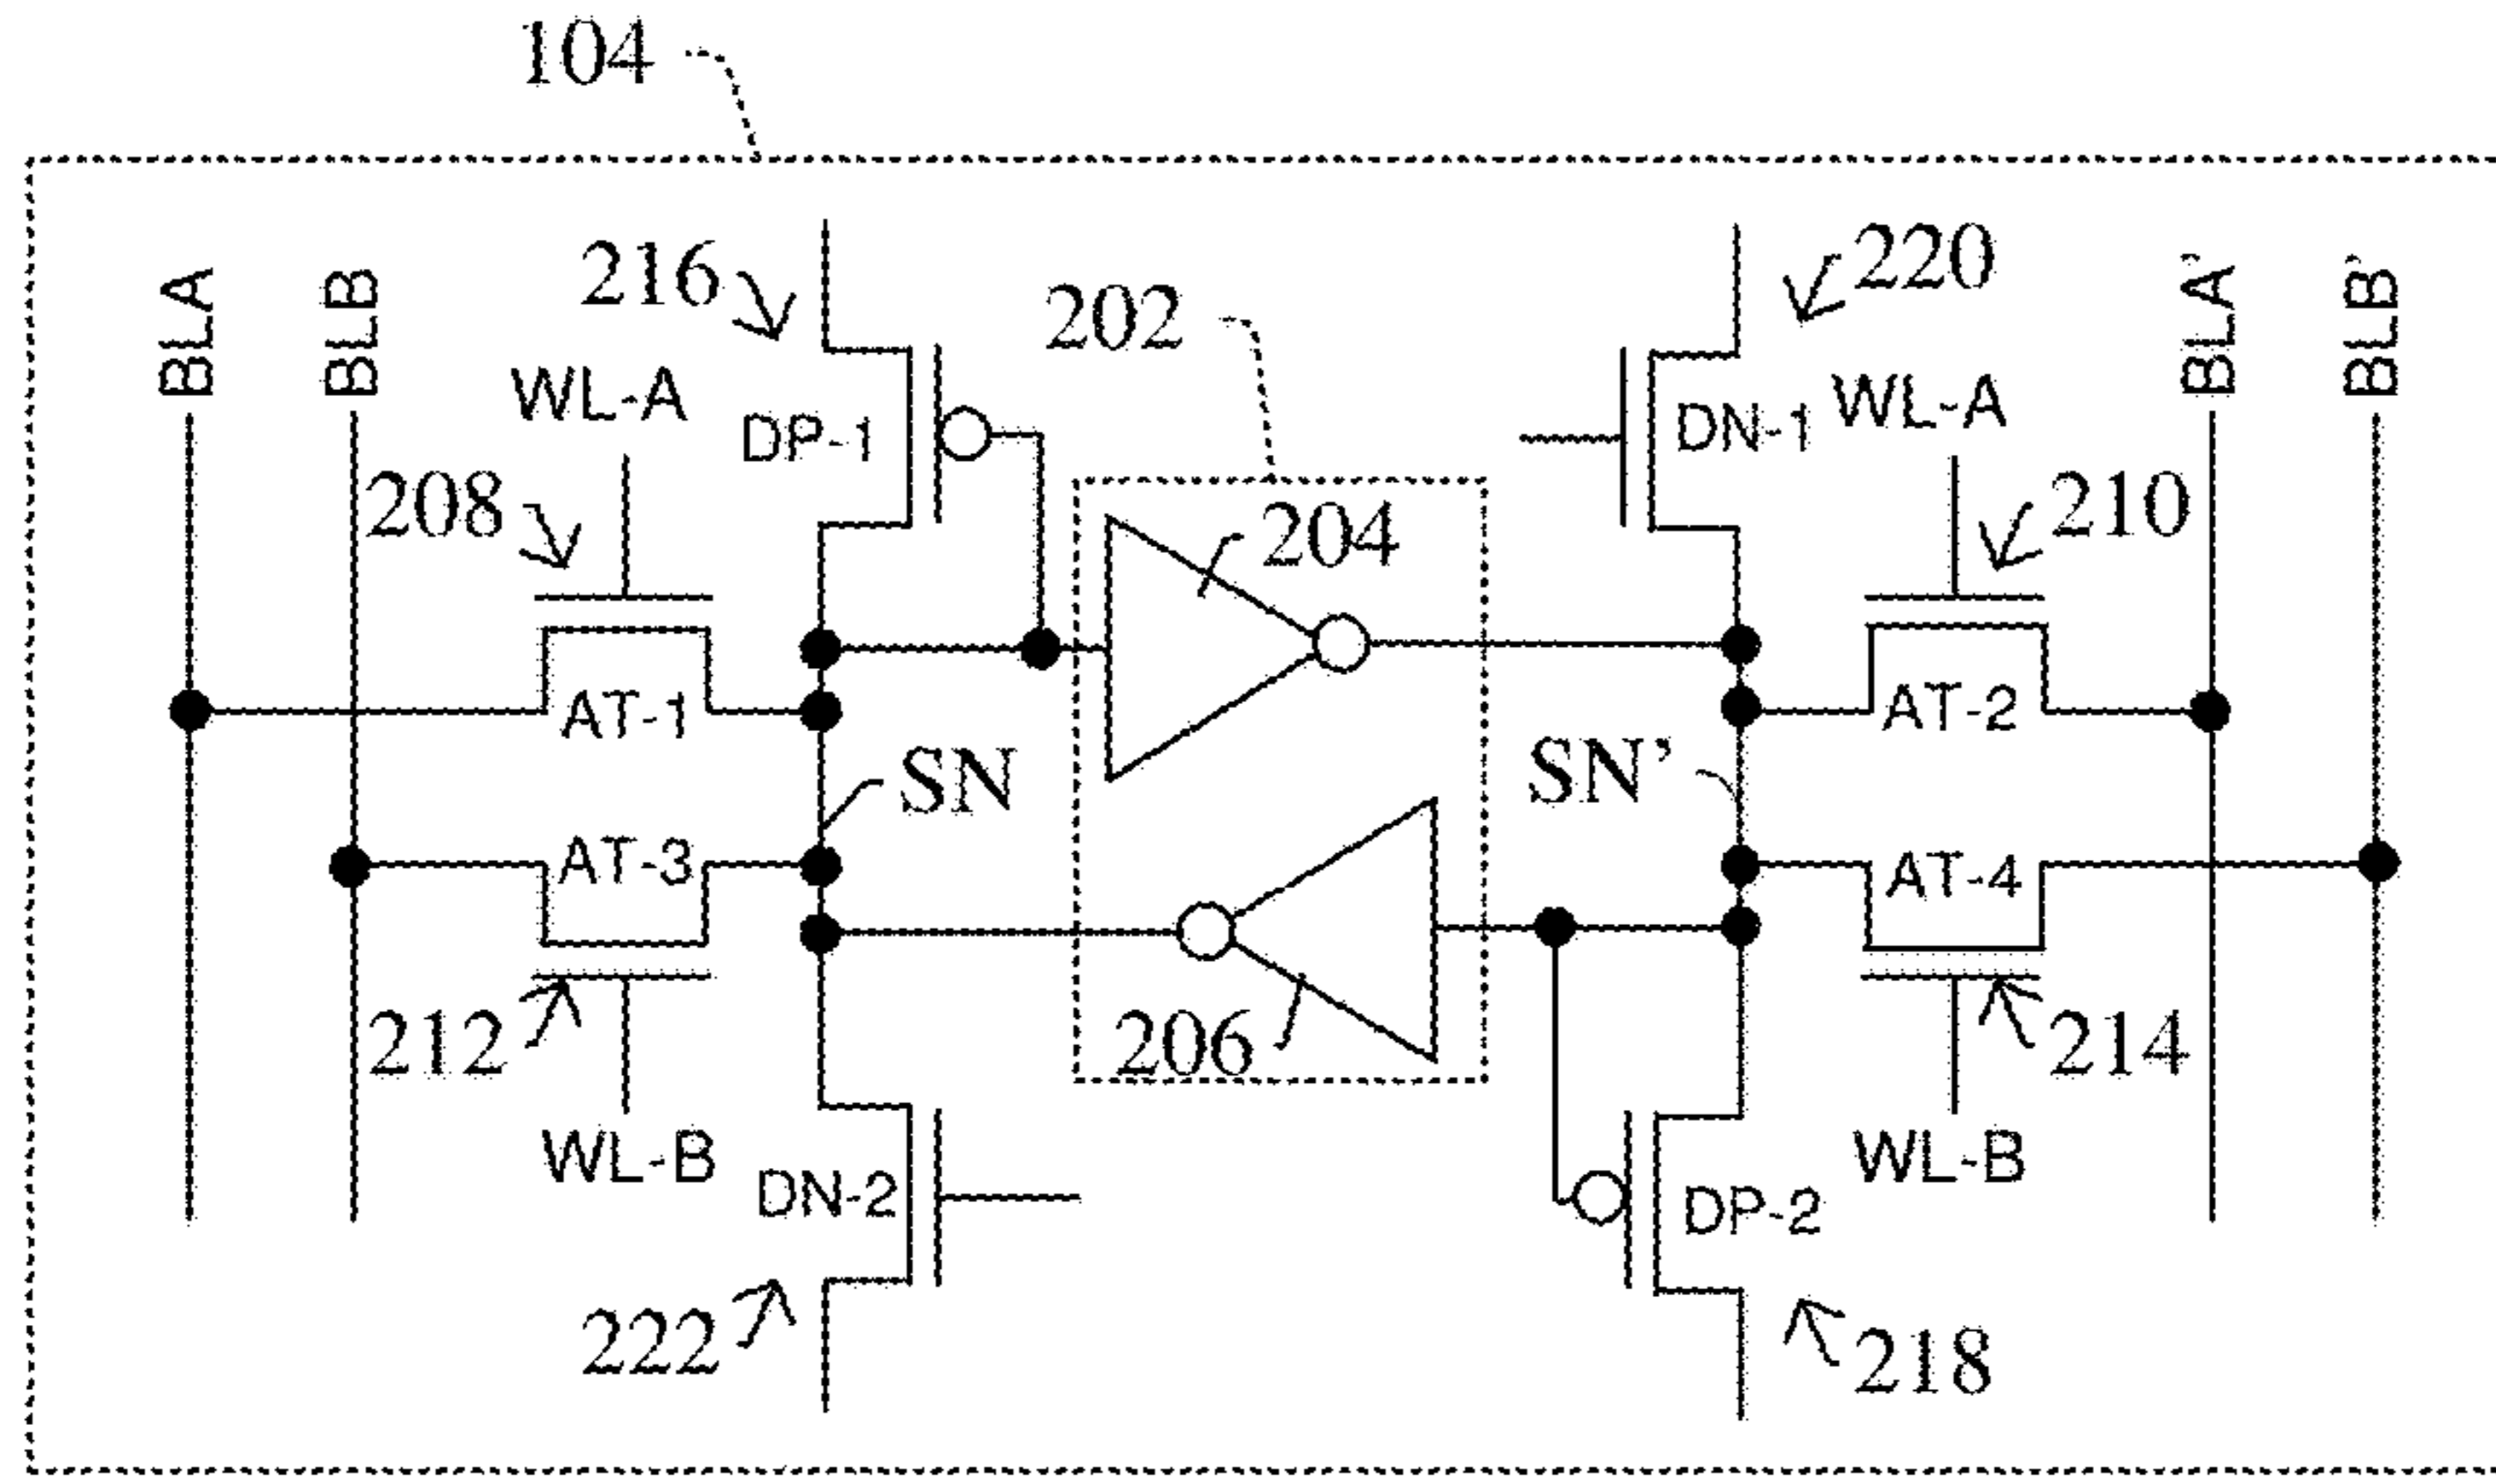 104
BLA
BLB
216
WL-A
DP-1
202
DN-1
220
WL-A
BLA'
BLB'
208
204
210
AT-1
SN
SN’
AT-2
AT-3
AT-4
212
206
214
WL-B
DN-2
DP-2
WL-B
222
218